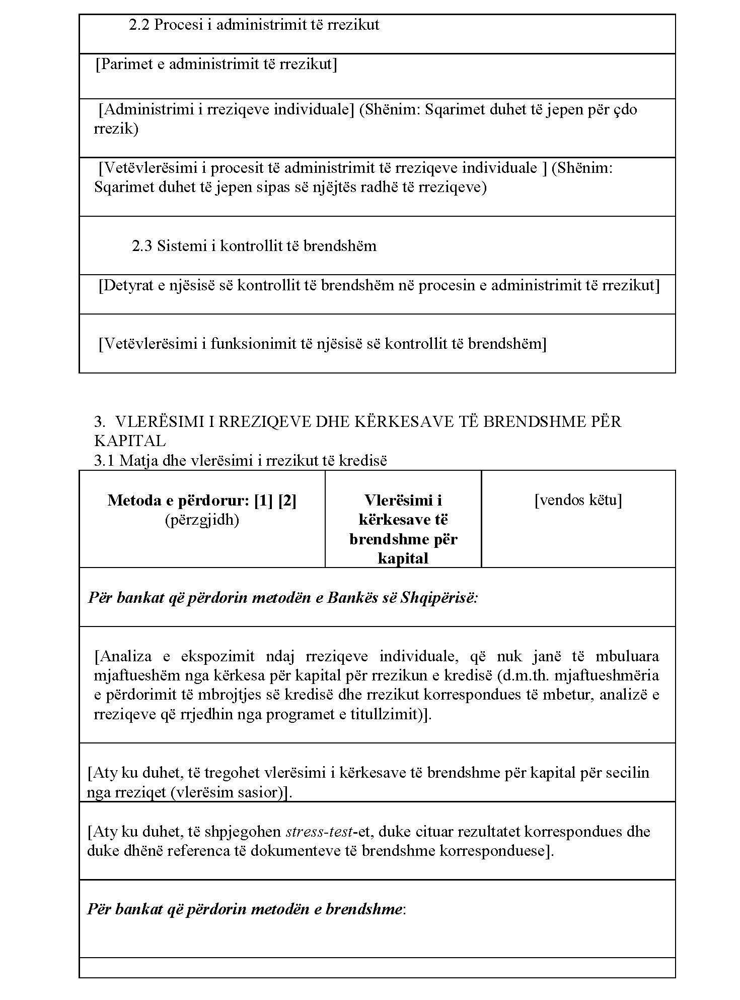 2.2 Procesi i administrimit të rrezikut
[Parimet e administrimit të rrezikut]
[Administrimi i rreziqeve individuale] (Shënim: Sqarimet duhet të jepen për çdo
rrezik)
[Vetëvlerësimi i procesit të administrimit të rreziqeve individuale ] (Shënim:
Sqarimet duhet të jepen sipas së njëjtës radhë të rreziqeve)
2.3 Sistemi i kontrollit të brendshëm
[Detyrat e njësisë së kontrollit të brendshëm në procesin e administrimit të rrezikut]
[Vetëvlerësimi i funksionimit të njësisë së kontrollit të brendshëm]
3. VLERËSIMI I RREZIQEVE DHE KËRKESAVE TË BRENDSHME PËR
KAPITAL
3.1 Matja dhe vlerësimi i rrezikut të kredisë
Metoda e përdorur: [1] [2]
(përzgjidh)
Vlerësimi i
kërkesave të
brendshme për
kapital
[vendos këtu]
Për bankat që përdorin metodën e Bankës së Shqipërisë:
[Analiza e ekspozimit ndaj rreziqeve individuale, që nuk janë të mbuluara
mjaftueshëm nga kërkesa për kapital për rrezikun e kredisë (d.m.th. mjaftueshmëria
e përdorimit të mbrojtjes së kredisë dhe rrezikut korrespondues të mbetur, analizë e
rreziqeve që rrjedhin nga programet e titullzimit)].
[Aty ku duhet, të tregohet vlerësimi i kërkesave të brendshme për kapital për secilin
nga rreziqet (vlerësim sasior)].
[Aty ku duhet, të shpjegohen stress-test-et, duke cituar rezultatet korrespondues dhe
duke dhënë referenca të dokumenteve të brendshme korresponduese].
Për bankat që përdorin metodën e brendshme: